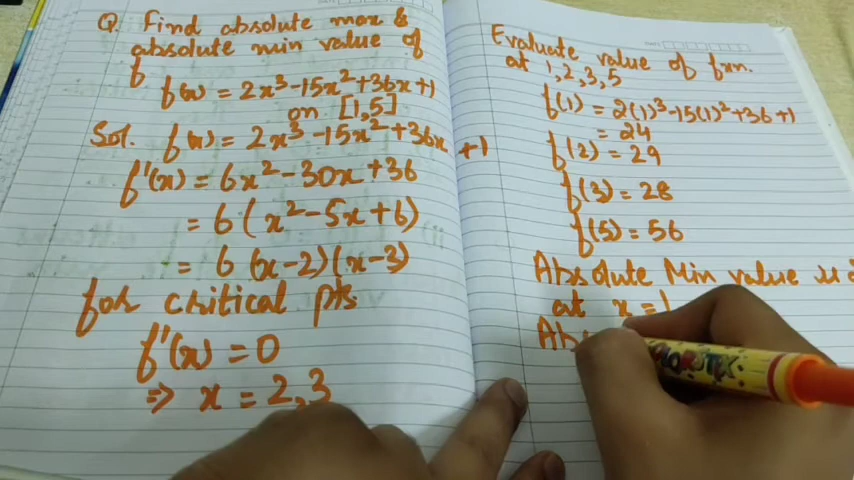 Q. Find absolute max &
absolute min value of
f f(x) = 2x³-15x²+36x+1
on [1,5]
Sol. f(x) = 2x³-15x²+36x +1
f'(x) = 6x²-30x+36
= 6(x²-5x+6)
= 6(x-2)(x-3)
for critical pts
f'(x) = 0
⇒ x = 2,3
Evaluate value of fxn.
at 1,2,3,5
f(1) = 2(1)³-15(1)²+36+1
= 24
f(2) = 29
f(3) = 28
f(5) = 56
Absolute Min value is
at x = 1
Abs